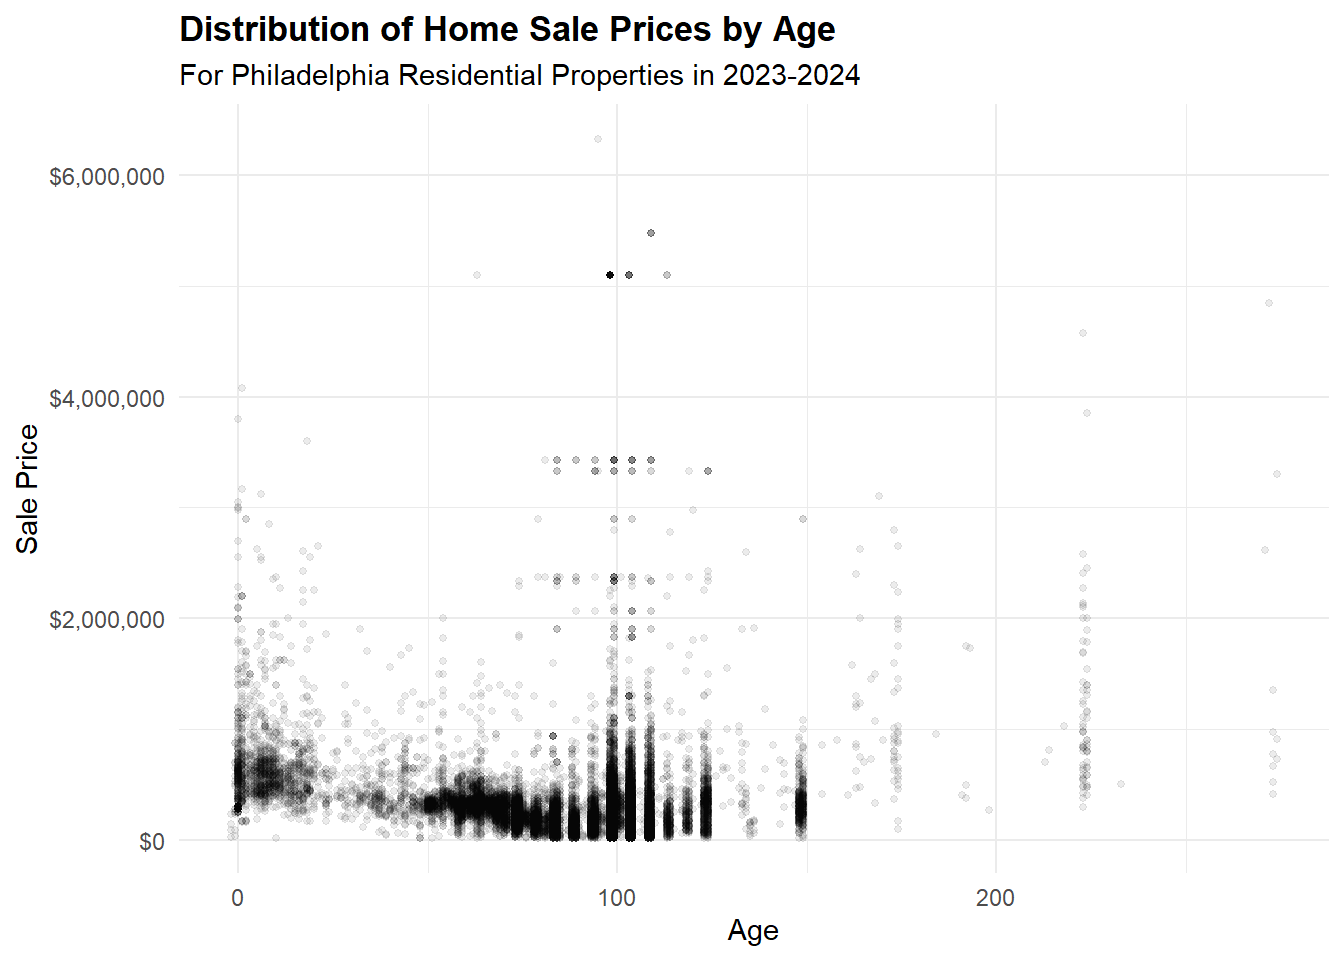 Distribution of Home Sale Prices by Age
For Philadelphia Residential Properties in 2023-2024
$6,000,000
$4,000,000
$2,000,000
$0
Sale Price
0
100
200
Age